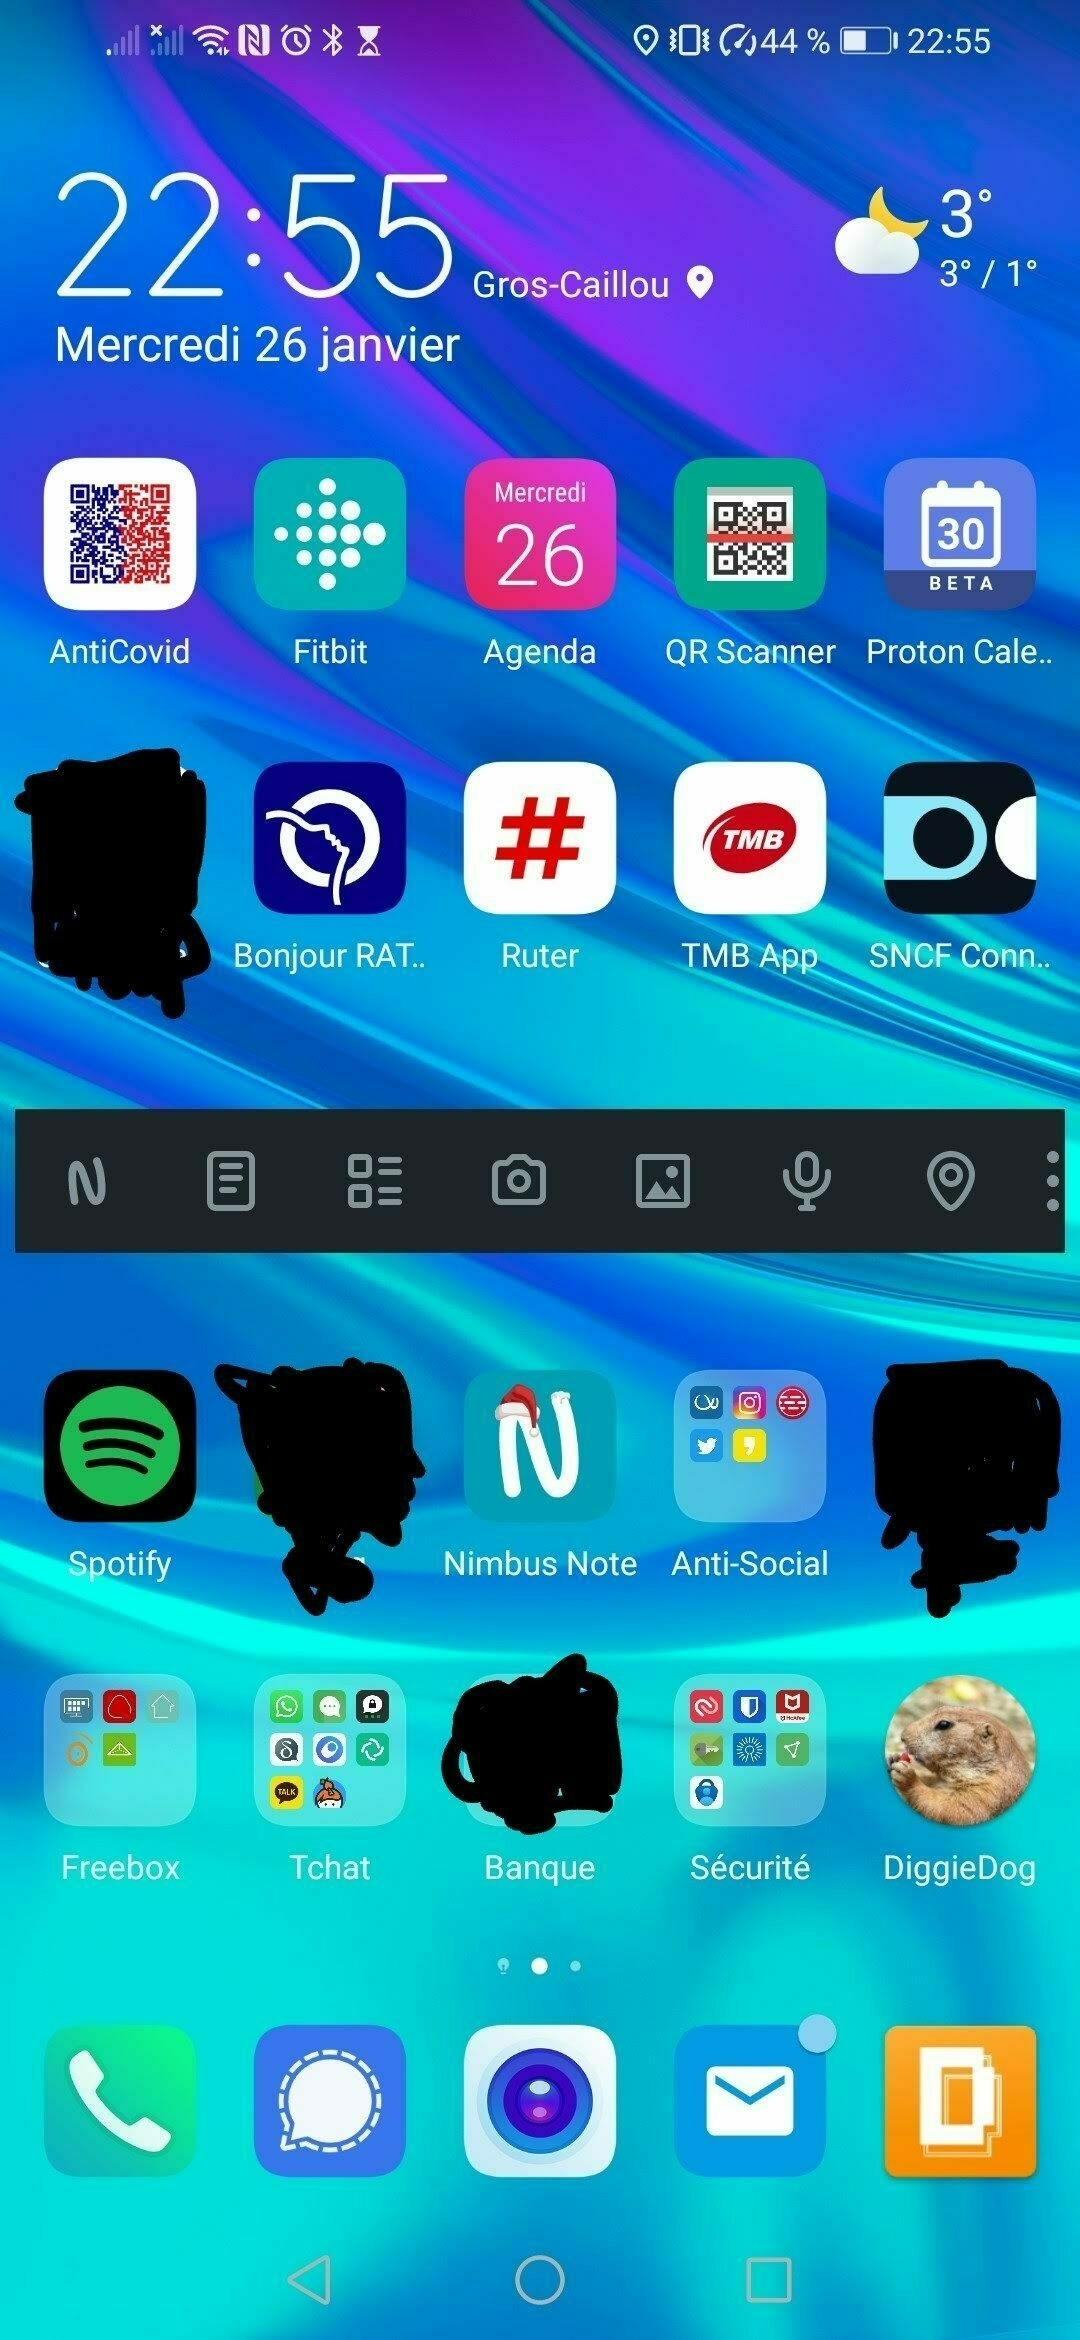 44 % 22:55
22:55 Gros-Caillou 3°
3° / 1°
Mercredi 26 janvier
Mercredi
26
30
BETA
AntiCovid Fitbit Agenda QR Scanner Proton Cale..
#
TMB
Bonjour RAT.. Ruter TMB App SNCF Conn..
N
N
Spotify Nimbus Note Anti-Social
McAfee
TALK
Freebox Tchat Banque Sécurité DiggieDog
D